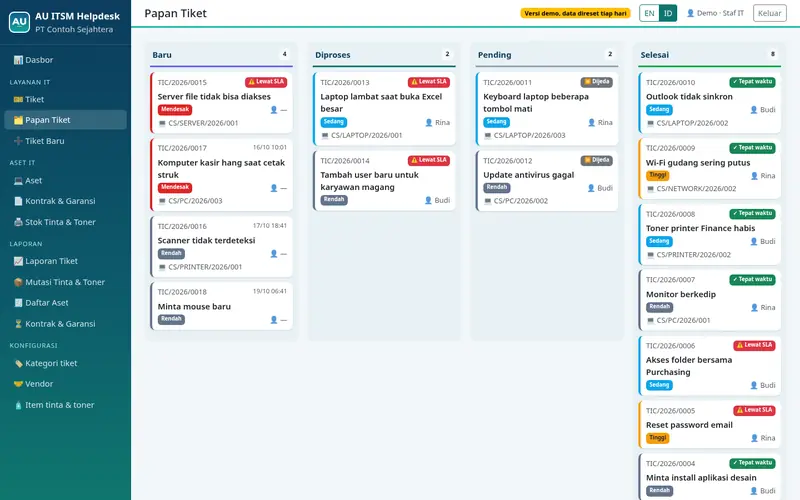 AU
AU ITSM Helpdesk
PT Contoh Sejahtera
Dasbor
LAYANAN IT
Tiket
Papan Tiket
Tiket Baru
ASET IT
Aset
Kontrak & Garansi
Stok Tinta & Toner
LAPORAN
Laporan Tiket
Mutasi Tinta & Toner
Daftar Aset
Kontrak & Garansi
KONFIGURASI
Kategori tiket
Vendor
Item tinta & toner
Papan Tiket
Versi demo, data direset tiap hari
EN
ID
Demo · Staf IT
Keluar
Baru
4
TIC/2026/0015
Lewat SLA
Server file tidak bisa diakses
Mendesak
—
CS/SERVER/2026/001
TIC/2026/0017
16/10 10:01
Komputer kasir hang saat cetak
struk
Mendesak
—
CS/PC/2026/003
TIC/2026/0016
17/10 18:41
Scanner tidak terdeteksi
Rendah
—
CS/PRINTER/2026/001
TIC/2026/0018
19/10 06:41
Minta mouse baru
Rendah
—
Diproses
2
TIC/2026/0013
Lewat SLA
Laptop lambat saat buka Excel
besar
Sedang
Rina
CS/LAPTOP/2026/001
TIC/2026/0014
Lewat SLA
Tambah user baru untuk
karyawan magang
Rendah
Budi
Pending
2
TIC/2026/0011
Dijeda
Keyboard laptop beberapa
tombol mati
Sedang
Rina
CS/LAPTOP/2026/003
TIC/2026/0012
Dijeda
Update antivirus gagal
Rendah
Budi
CS/PC/2026/002
Selesai
8
TIC/2026/0010
✓ Tepat waktu
Outlook tidak sinkron
Sedang
Budi
CS/LAPTOP/2026/002
TIC/2026/0009
✓ Tepat waktu
Wi-Fi gudang sering putus
Tinggi
Rina
CS/NETWORK/2026/002
TIC/2026/0008
✓ Tepat waktu
Toner printer Finance habis
Sedang
Budi
CS/PRINTER/2026/002
TIC/2026/0007
✓ Tepat waktu
Monitor berkedip
Rendah
Rina
CS/PC/2026/001
TIC/2026/0006
Lewat SLA
Akses folder bersama
Purchasing
Sedang
Budi
TIC/2026/0005
Lewat SLA
Reset password email
Tinggi
Rina
TIC/2026/0004
✓ Tepat waktu
Minta install aplikasi desain
Rendah
Budi